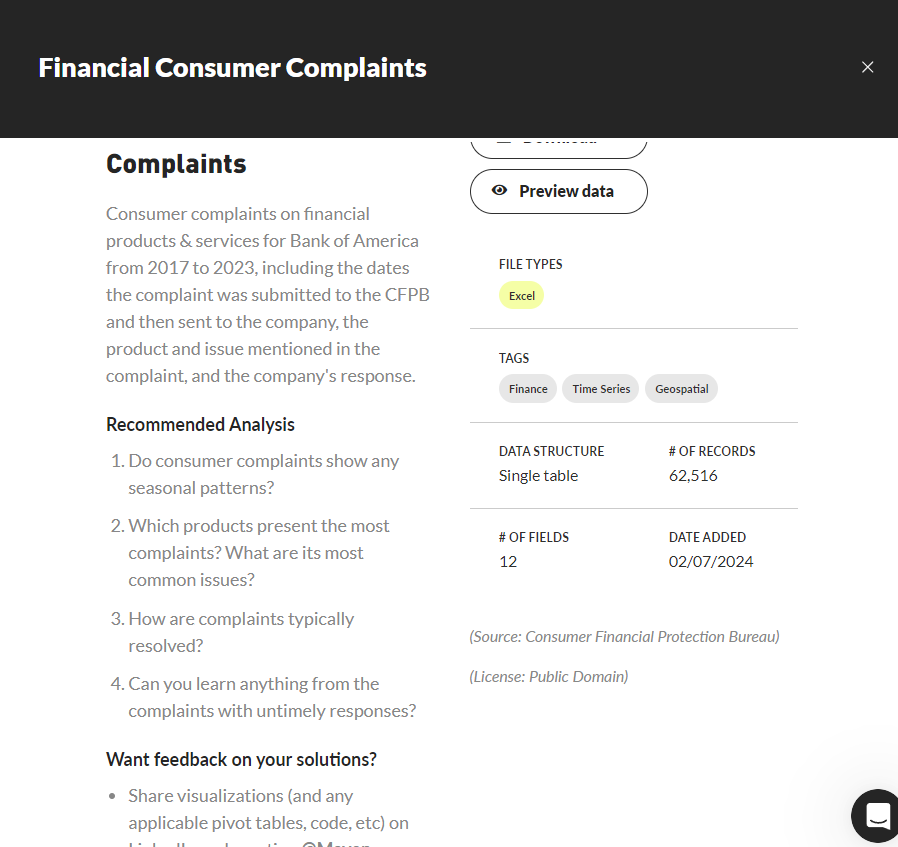 Financial Consumer Complaints
Complaints
Consumer complaints on financial
products & services for Bank of America
from 2017 to 2023, including the dates
the complaint was submitted to the CFPB
and then sent to the company, the
product and issue mentioned in the
complaint, and the company's response.
Recommended Analysis
1. Do consumer complaints show any
seasonal patterns?
2. Which products present the most
complaints? What are its most
common issues?
3. How are complaints typically
resolved?
4. Can you learn anything from the
complaints with untimely responses?
Want feedback on your solutions?
• Share visualizations (and any
applicable pivot tables, code, etc) on
Preview data
FILE TYPES
Excel
TAGS
Finance Time Series Geospatial
DATA STRUCTURE # OF RECORDS
Single table 62,516
# OF FIELDS DATE ADDED
12 02/07/2024
(Source: Consumer Financial Protection Bureau)
(License: Public Domain)